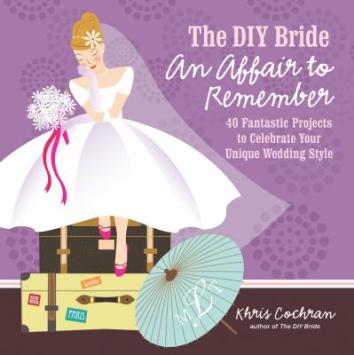 The DIY Bride
An Affair to
Remember
40 Fantastic Projects
to Celebrate Your
Unique Wedding Style
London
PARIS
Khris Cochran
author of The DIY Bride